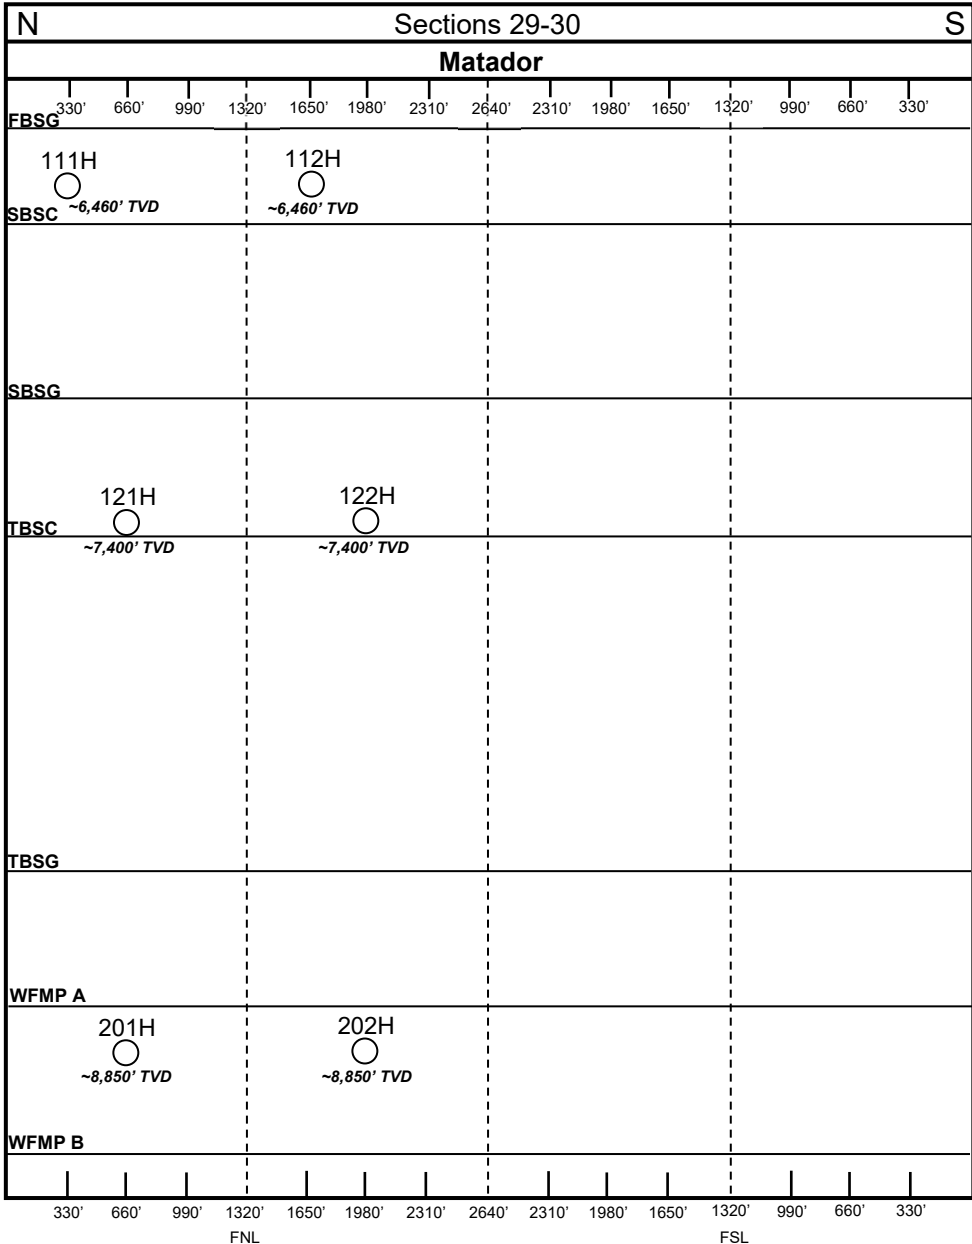 N Sections 29-30 S
Matador
330’ 660’ 990’ 1320’ 1650’ 1980’ 2310’ 2640’ 2310’ 1980’ 1650’ 1320’ 990’ 660’ 330’
FBSG
111H 112H
~6,460’ TVD ~6,460’ TVD
SBSC
SBSG
121H 122H
TBSC
~7,400’ TVD ~7,400’ TVD
TBSG
WFMP A
201H 202H
~8,850’ TVD ~8,850’ TVD
WFMP B
330’ 660’ 990’ 1320’ 1650’ 1980’ 2310’ 2640’ 2310’ 1980’ 1650’ 1320’ 990’ 660’ 330’
FNL FSL